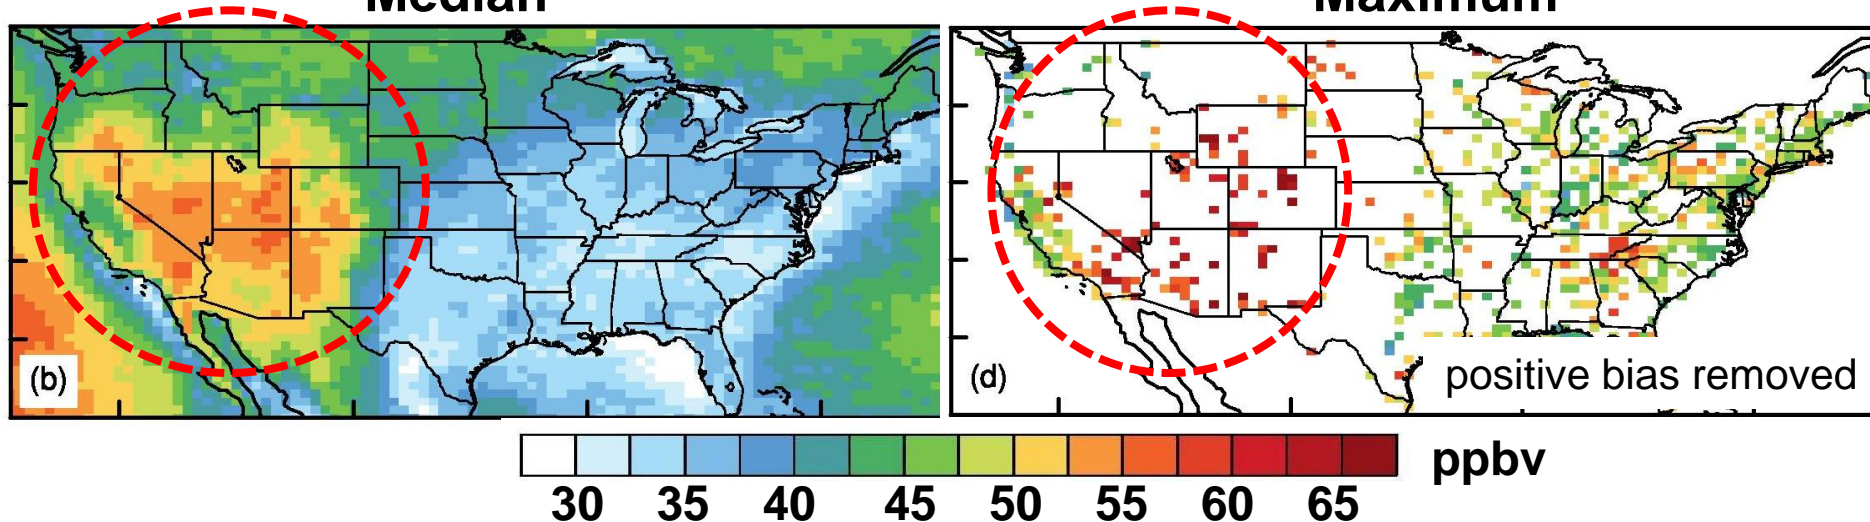 Median
Maximum
(b)
(d)
positive bias removed
ppbv
30 35 40 45 50 55 60 65